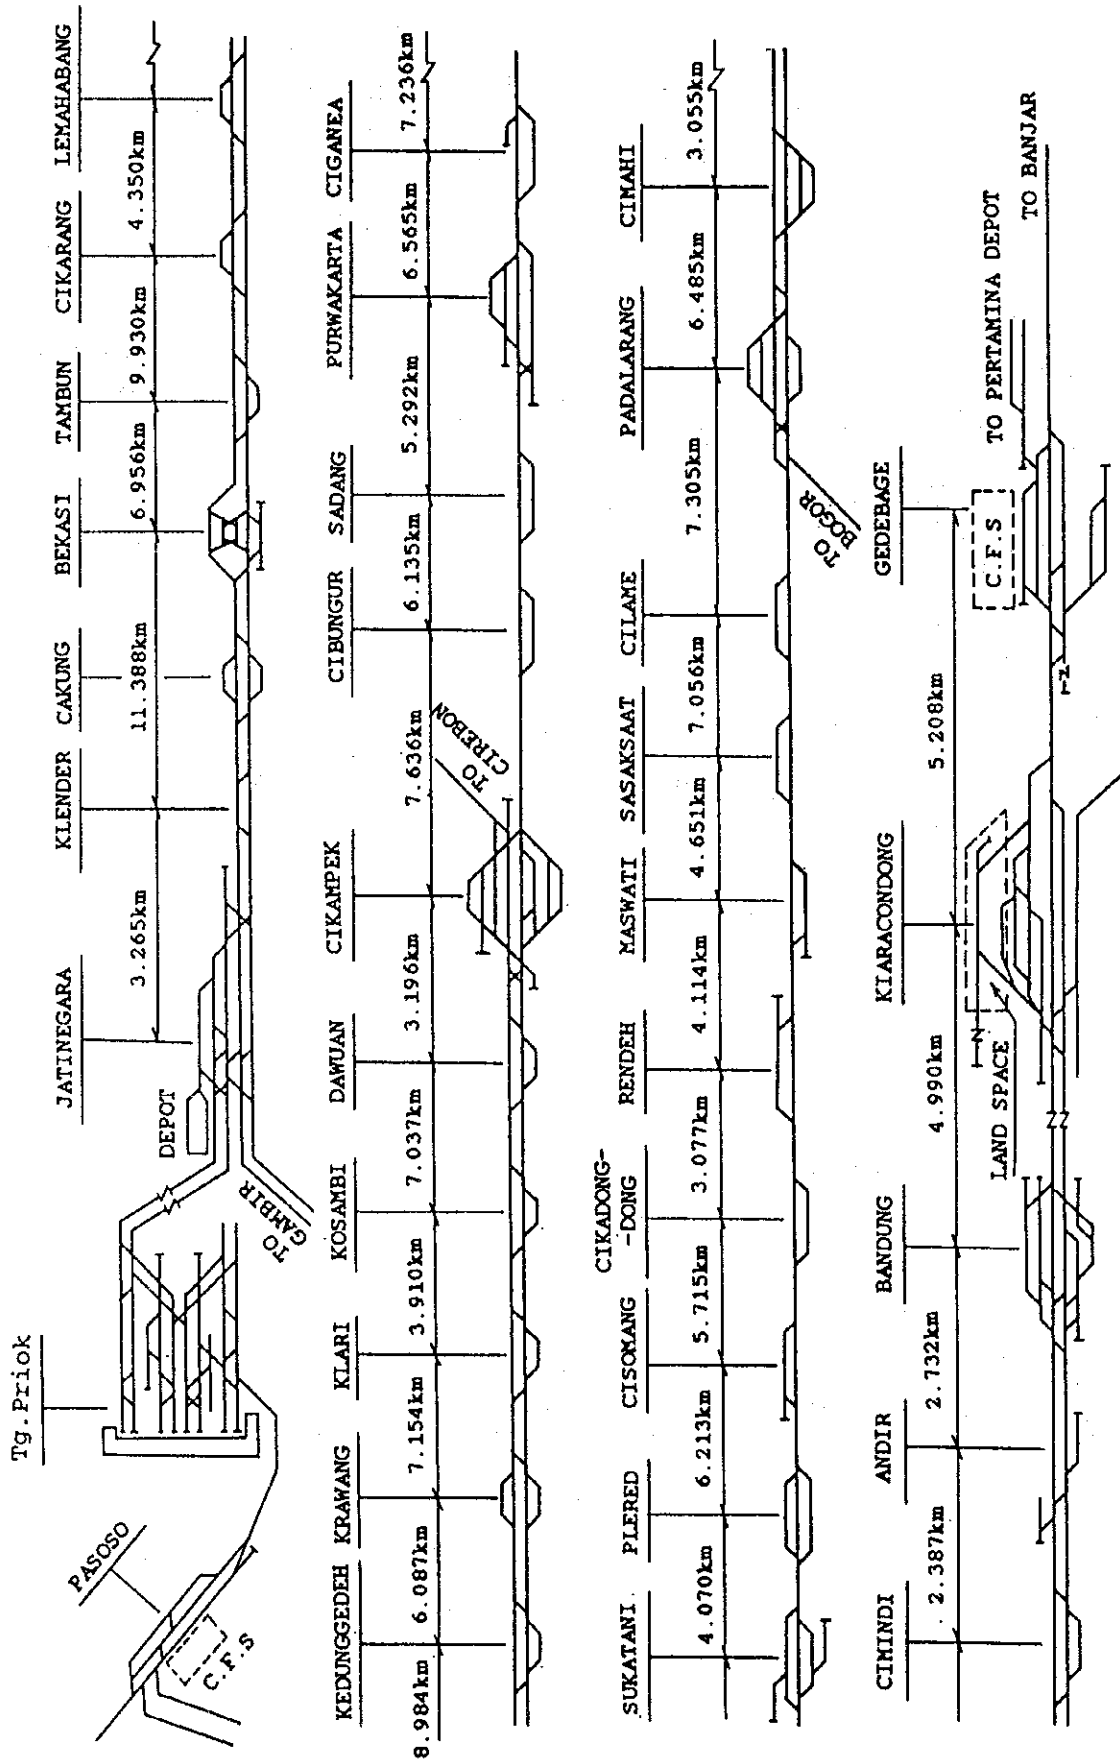 PASOSO
C.F.S
Tg.Priok
DEPOT
TO
GAMBIR
JATINEGARA
3.265km
KLENDER
CAKUNG
11.388km
BEKASI
6.956km
TAMBUN
9.930km
CIKARANG
4.350km
LEMAHABANG
8.984km
KEDUNGGEDEH
6.087km
KRAWANG
7.154km
KLARI
3.910km
KOSAMBI
7.037km
DAWUAN
3.196km
CIKAMPEK
TO
CIREBON
7.636km
CIBUNGUR
6.135km
SADANG
5.292km
PURWAKARTA
6.565km
CIGANEA
7.236km
SUKATANI
4.070km
PLERED
6.213km
CISOMANG
5.715km
CIKADONG-
-DONG
3.077km
RENDEH
4.114km
MASWATI
4.651km
SASAKSAAT
7.056km
CILAME
7.305km
TO
BOGOR
PADALARANG
6.485km
CIMAHI
3.055km
CIMINDI
2.387km
ANDIR
2.732km
BANDUNG
4.990km
LAND SPACE
KIARACONDONG
5.208km
GEDEBAGE
C.F.S
TO PERTAMINA DEPOT
TO BANJAR